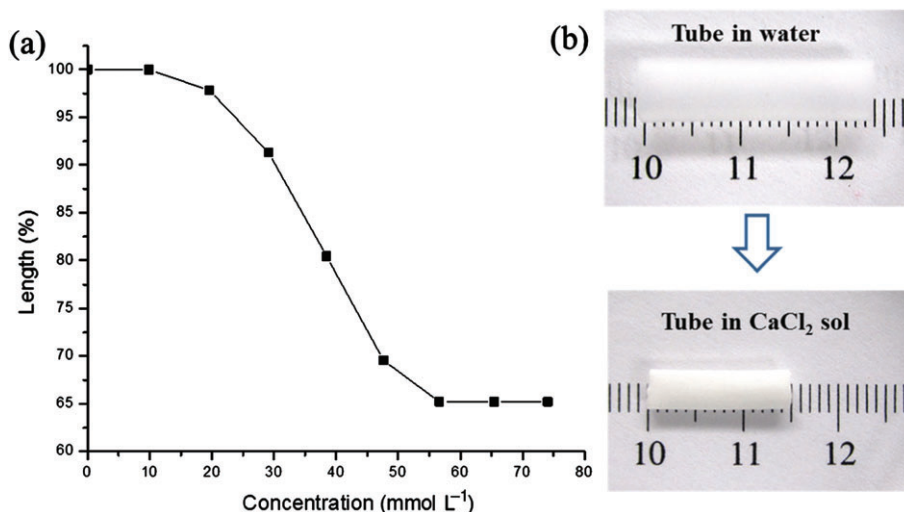 (a)
100
95
90
85
80
75
70
65
60
0 10 20 30 40 50 60 70 80
Length (%)
Concentration (mmol L⁻¹)
(b)
Tube in water
10 11 12
Tube in CaCl₂ sol
10 11 12